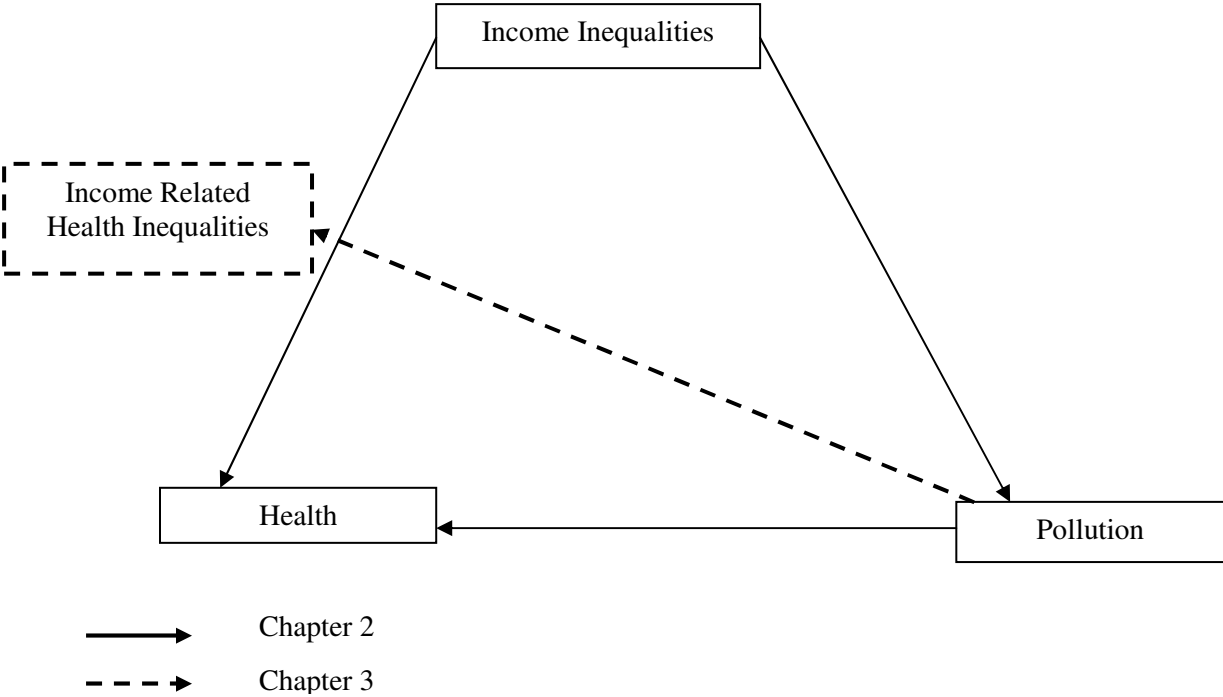 Income Inequalities
Income Related
Health Inequalities
Health
Pollution
Chapter 2
Chapter 3